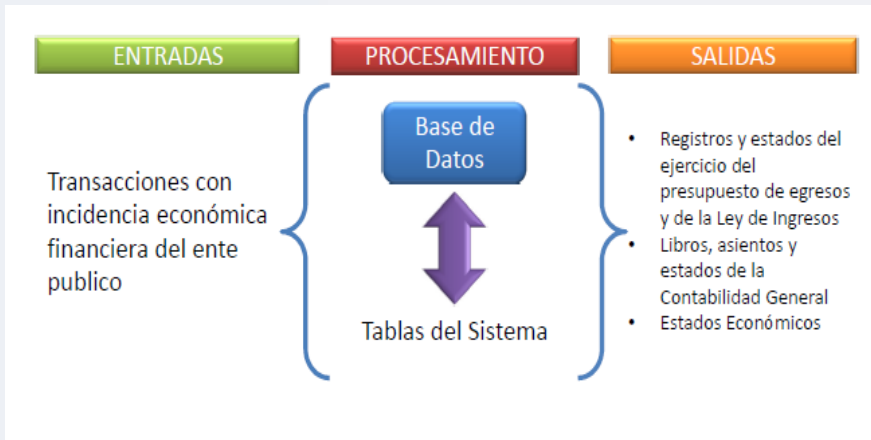 ENTRADAS
PROCESAMIENTO
SALIDAS
Transacciones con
incidencia económica
financiera del ente
publico
Base de
Datos
Tablas del Sistema
• Registros y estados del
ejercicio del
presupuesto de egresos
y de la Ley de Ingresos
• Libros, asientos y
estados de la
Contabilidad General
• Estados Económicos